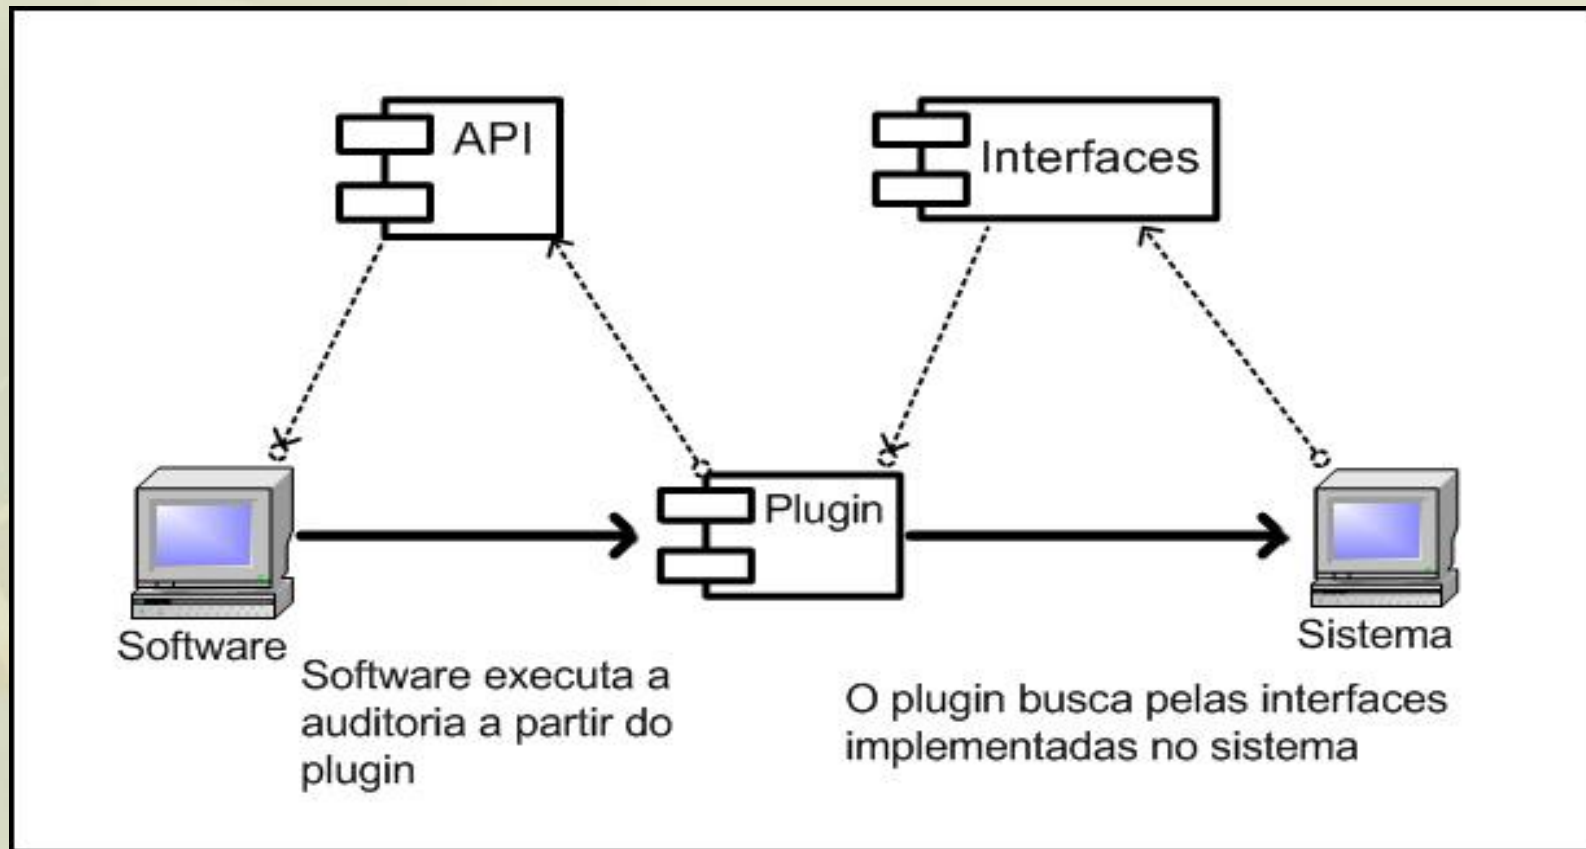 API
Interfaces
Plugin
Software
Sistema
Software executa a
auditoria a partir do
plugin
O plugin busca pelas interfaces
implementadas no sistema